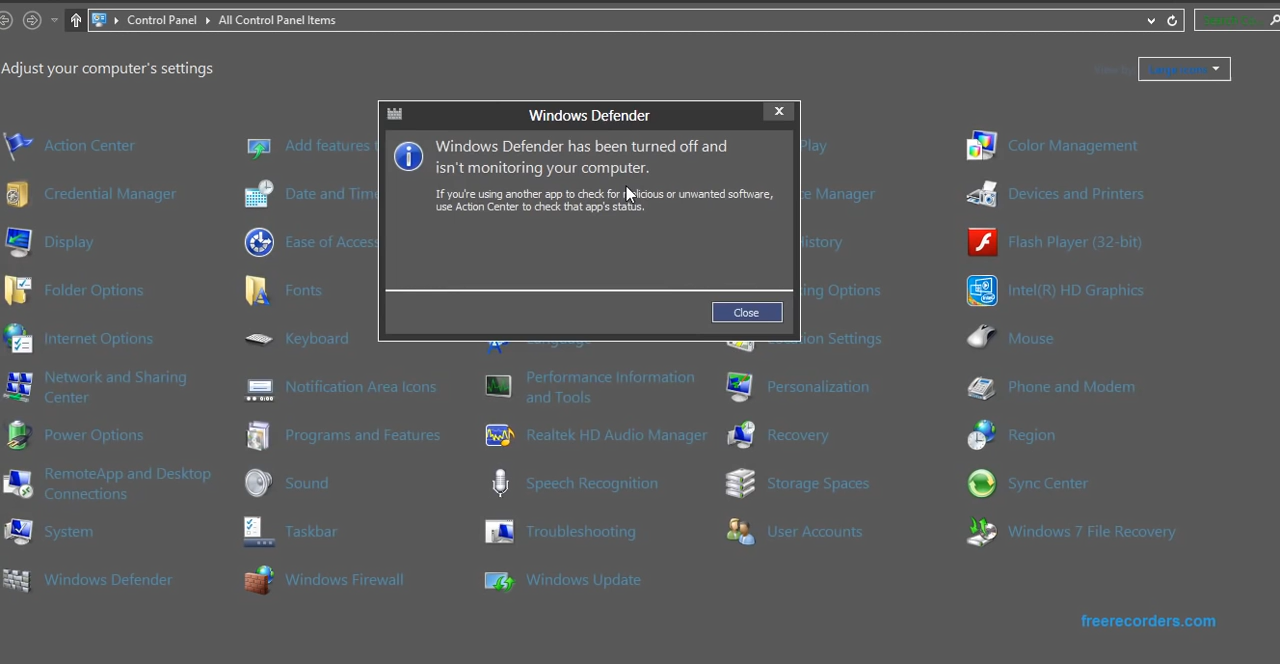 Control Panel
All Control Panel Items
Adjust your computer's settings
Windows Defender
Windows Defender has been turned off and
isn't monitoring your computer.
If you're using another app to check for malicious or unwanted software,
use Action Center to check that app's status.
Close
Action Center
Add features
Play
Color Management
Credential Manager
Date and Time
Manager
Devices and Printers
Display
Ease of Access
History
Flash Player (32-bit)
Folder Options
Fonts
Options
Intel(R) HD Graphics
Internet Options
Keyboard
Language
Location Settings
Mouse
Network and Sharing
Center
Notification Area Icons
Performance Information
and Tools
Personalization
Phone and Modem
Power Options
Programs and Features
Realtek HD Audio Manager
Recovery
Region
RemoteApp and Desktop
Connections
Sound
Speech Recognition
Storage Spaces
Sync Center
System
Taskbar
Troubleshooting
User Accounts
Windows 7 File Recovery
Windows Defender
Windows Firewall
Windows Update
freerecorders.com